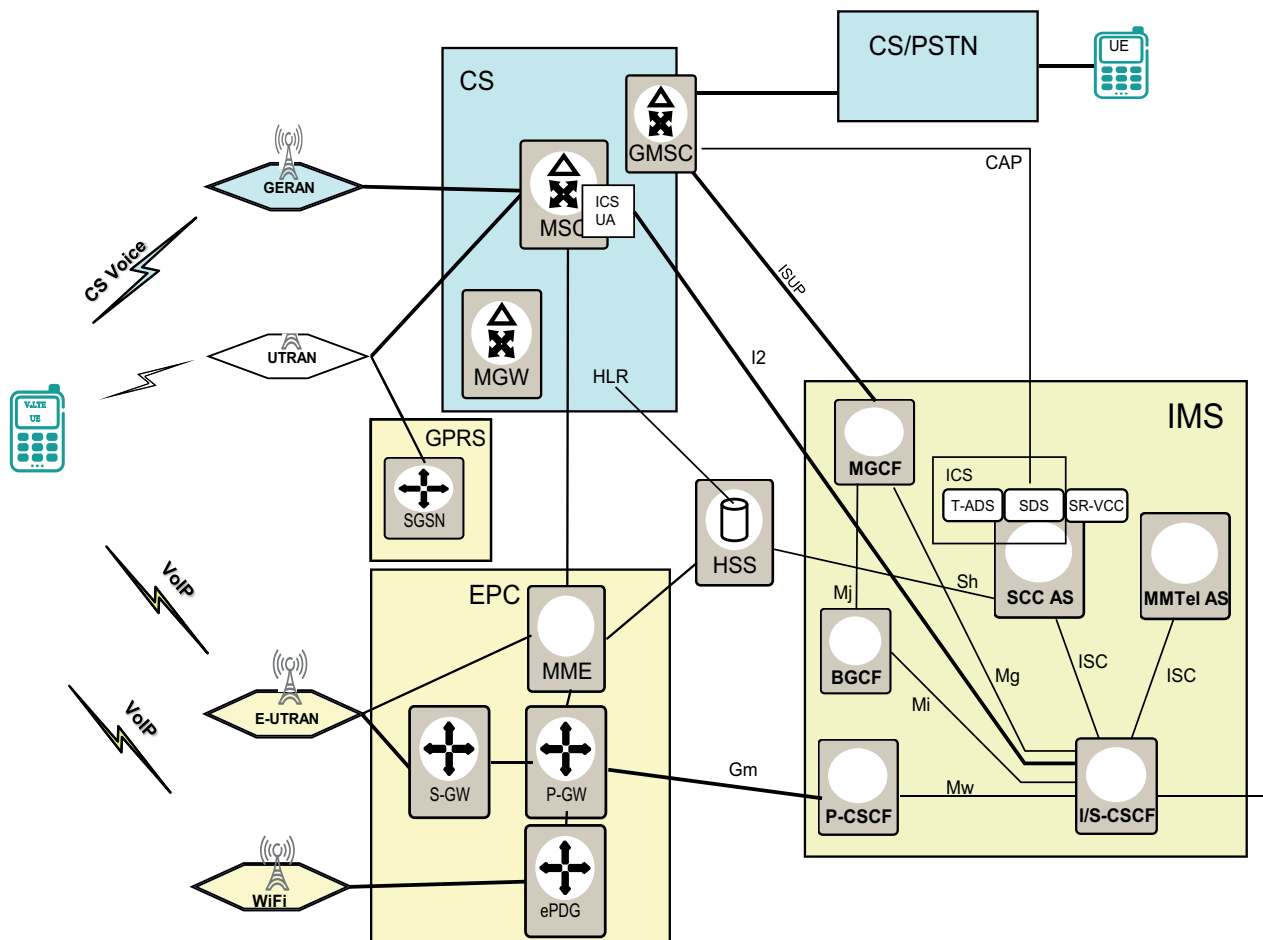 CS/PSTN
UE
CS
GMSC
CAP
GERAN
ICS
UA
MSC
CS Voice
ISUP
UTRAN
MGW
I2
HLR
VoLTE
UE
GPRS
SGSN
IMS
MGCF
ICS
T-ADS
SDS
SR-VCC
HSS
Sh
SCC AS
MMTel AS
VoIP
EPC
MME
Mj
BGCF
Mg
ISC
ISC
Mi
VoIP
E-UTRAN
S-GW
P-GW
Gm
P-CSCF
Mw
I/S-CSCF
WiFi
ePDG